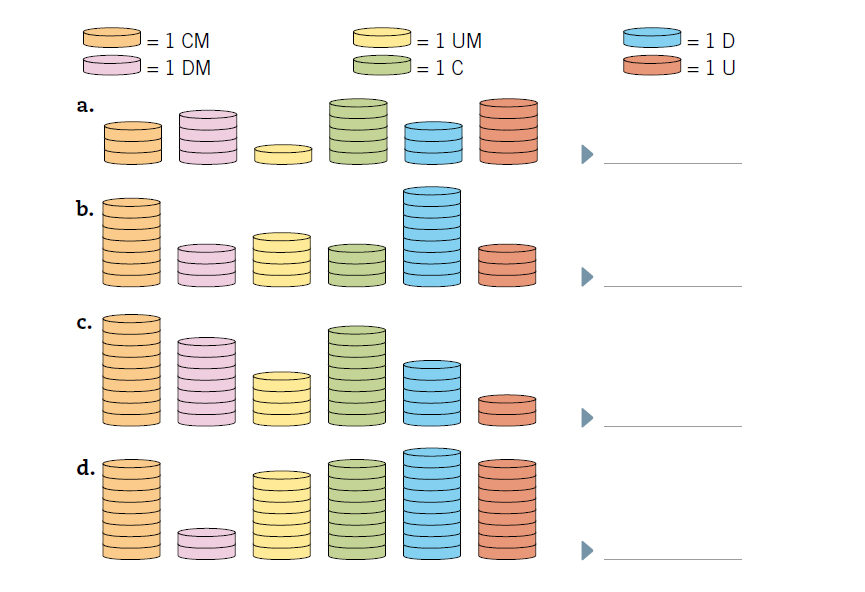 = 1 CM = 1 UM = 1 D
= 1 DM = 1 C = 1 U
a.
b.
c.
d.